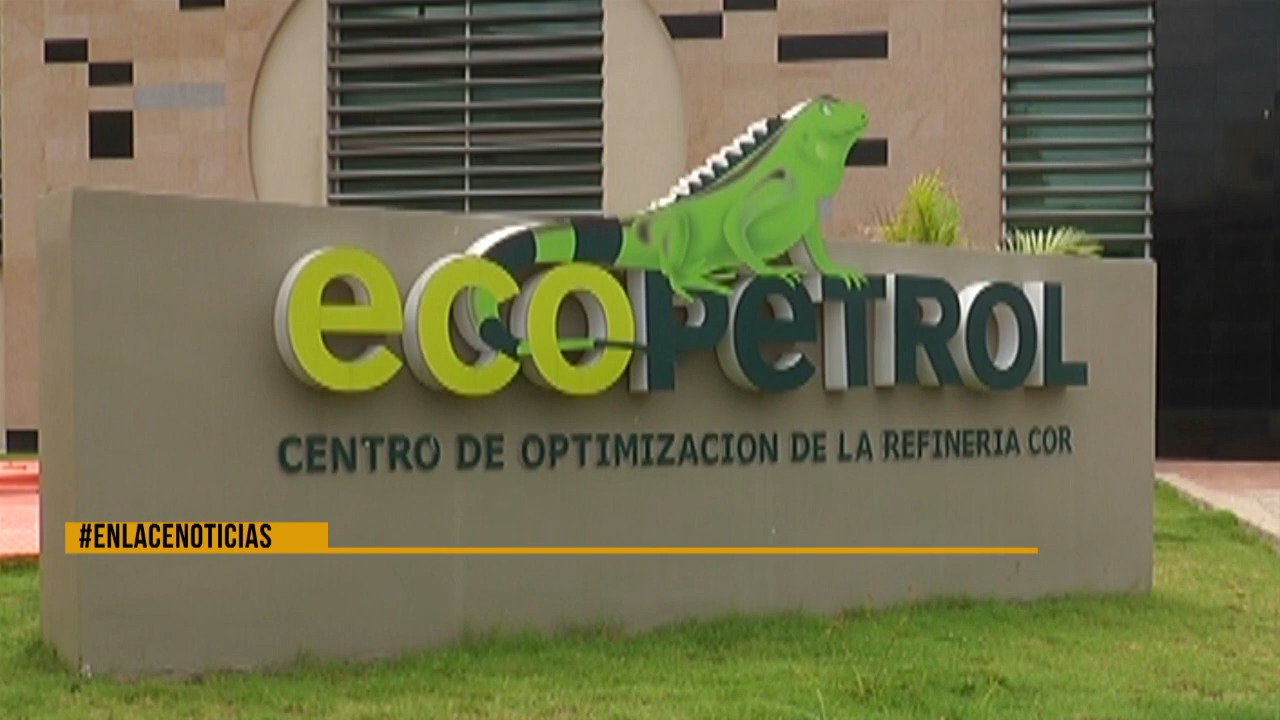 ecoPETROL
CENTRO DE OPTIMIZACION DE LA REFINERIA COR
#ENLACENOTICIAS